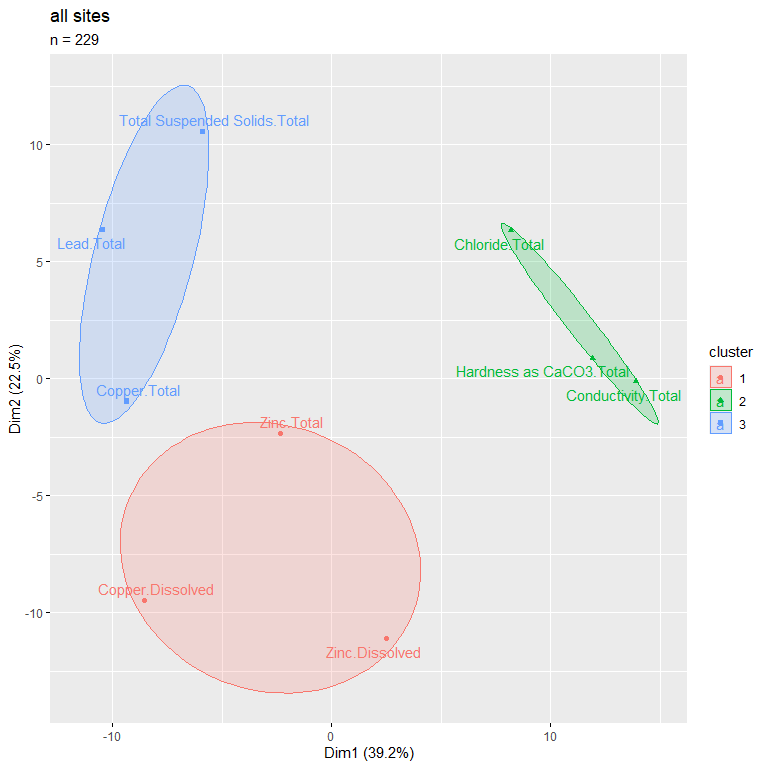 all sites
n = 229
Total Suspended Solids.Total
Lead.Total
Chloride.Total
Hardness as CaCO3.Total
Copper.Total
Conductivity.Total
Zinc.Total
Copper.Dissolved
Zinc.Dissolved
10
5
0
-5
-10
Dim2 (22.5%)
-10
0
10
Dim1 (39.2%)
cluster
a 1
a 2
a 3